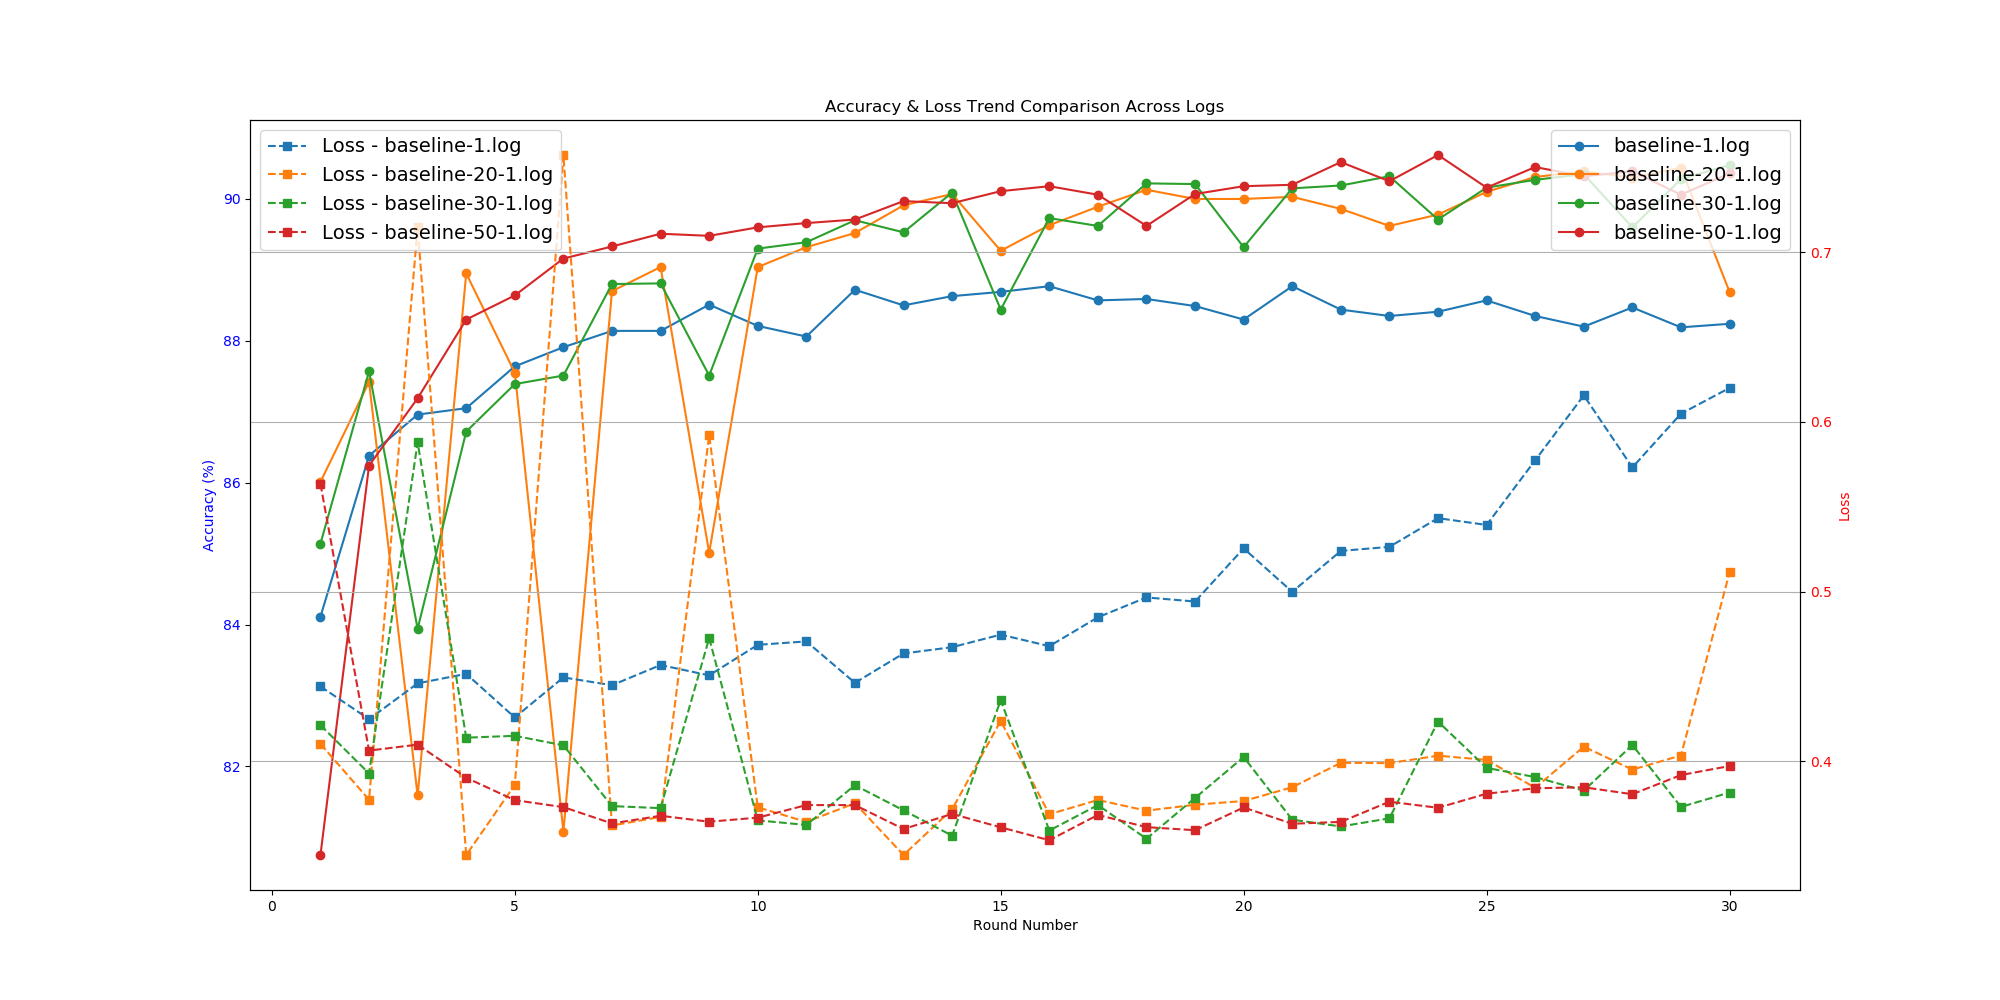 Accuracy & Loss Trend Comparison Across Logs
Loss - baseline-1.log
Loss - baseline-20-1.log
Loss - baseline-30-1.log
Loss - baseline-50-1.log
baseline-1.log
baseline-20-1.log
baseline-30-1.log
baseline-50-1.log
Accuracy (%)
90
88
86
84
82
0.7
0.6
0.5
0.4
Loss
0
5
10
15
20
25
30
Round Number